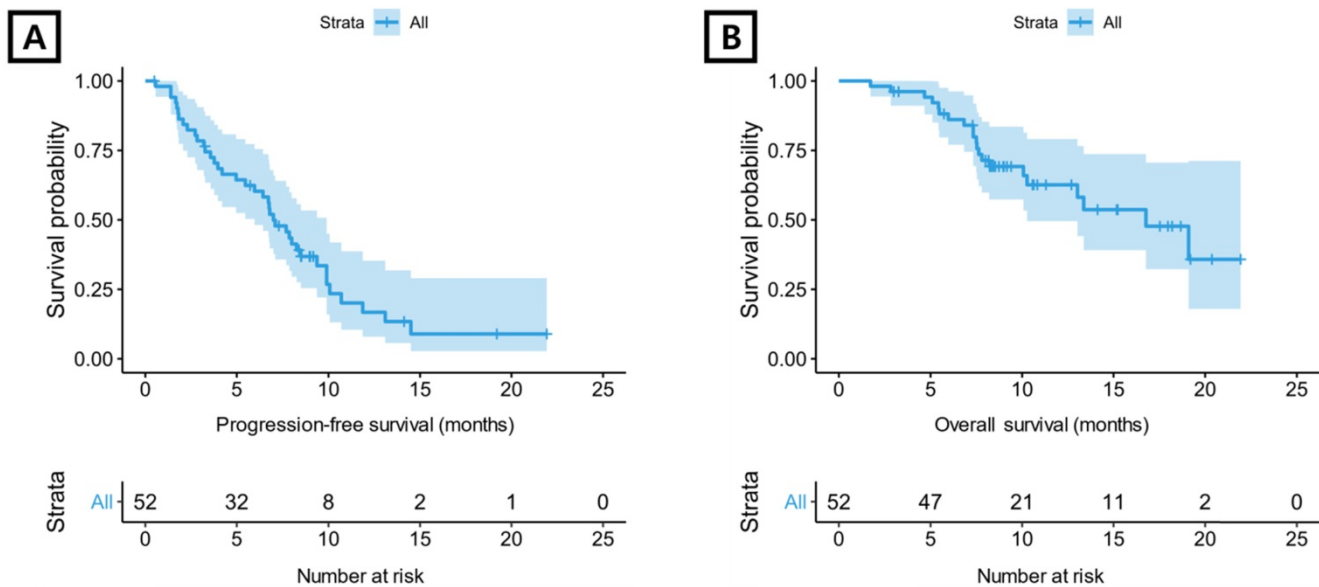 A
Strata All
Survival probability
1.00
0.75
0.50
0.25
0.00
0 5 10 15 20 25
Progression-free survival (months)
Strata
All 52 32 8 2 1 0
0 5 10 15 20 25
Number at risk
B
Strata All
Survival probability
1.00
0.75
0.50
0.25
0.00
0 5 10 15 20 25
Overall survival (months)
Strata
All 52 47 21 11 2 0
0 5 10 15 20 25
Number at risk